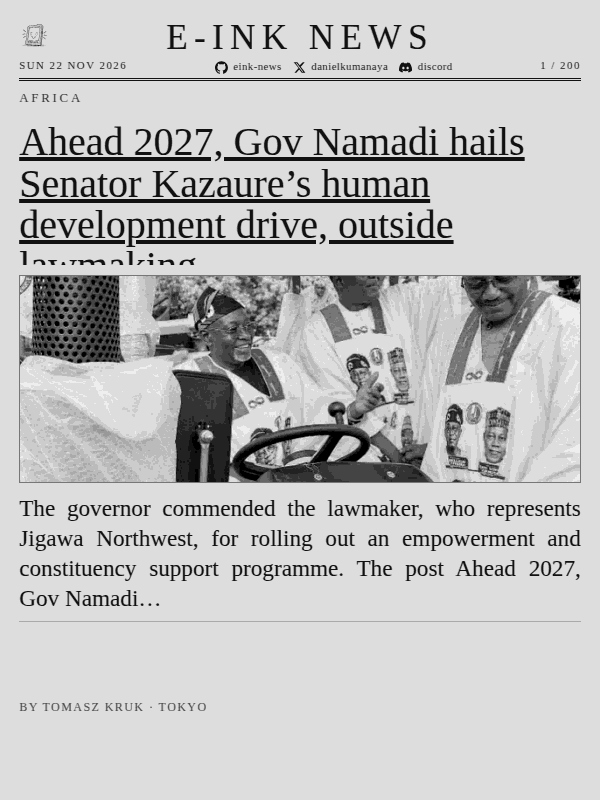 E-INK NEWS
SUN 22 NOV 2026
eink-news
danielkumanaya
discord
1 / 200
AFRICA
Ahead 2027, Gov Namadi hails
Senator Kazaure’s human
development drive, outside
lawmaking
The governor commended the lawmaker, who represents
Jigawa Northwest, for rolling out an empowerment and
constituency support programme. The post Ahead 2027,
Gov Namadi…
BY TOMASZ KRUK · TOKYO